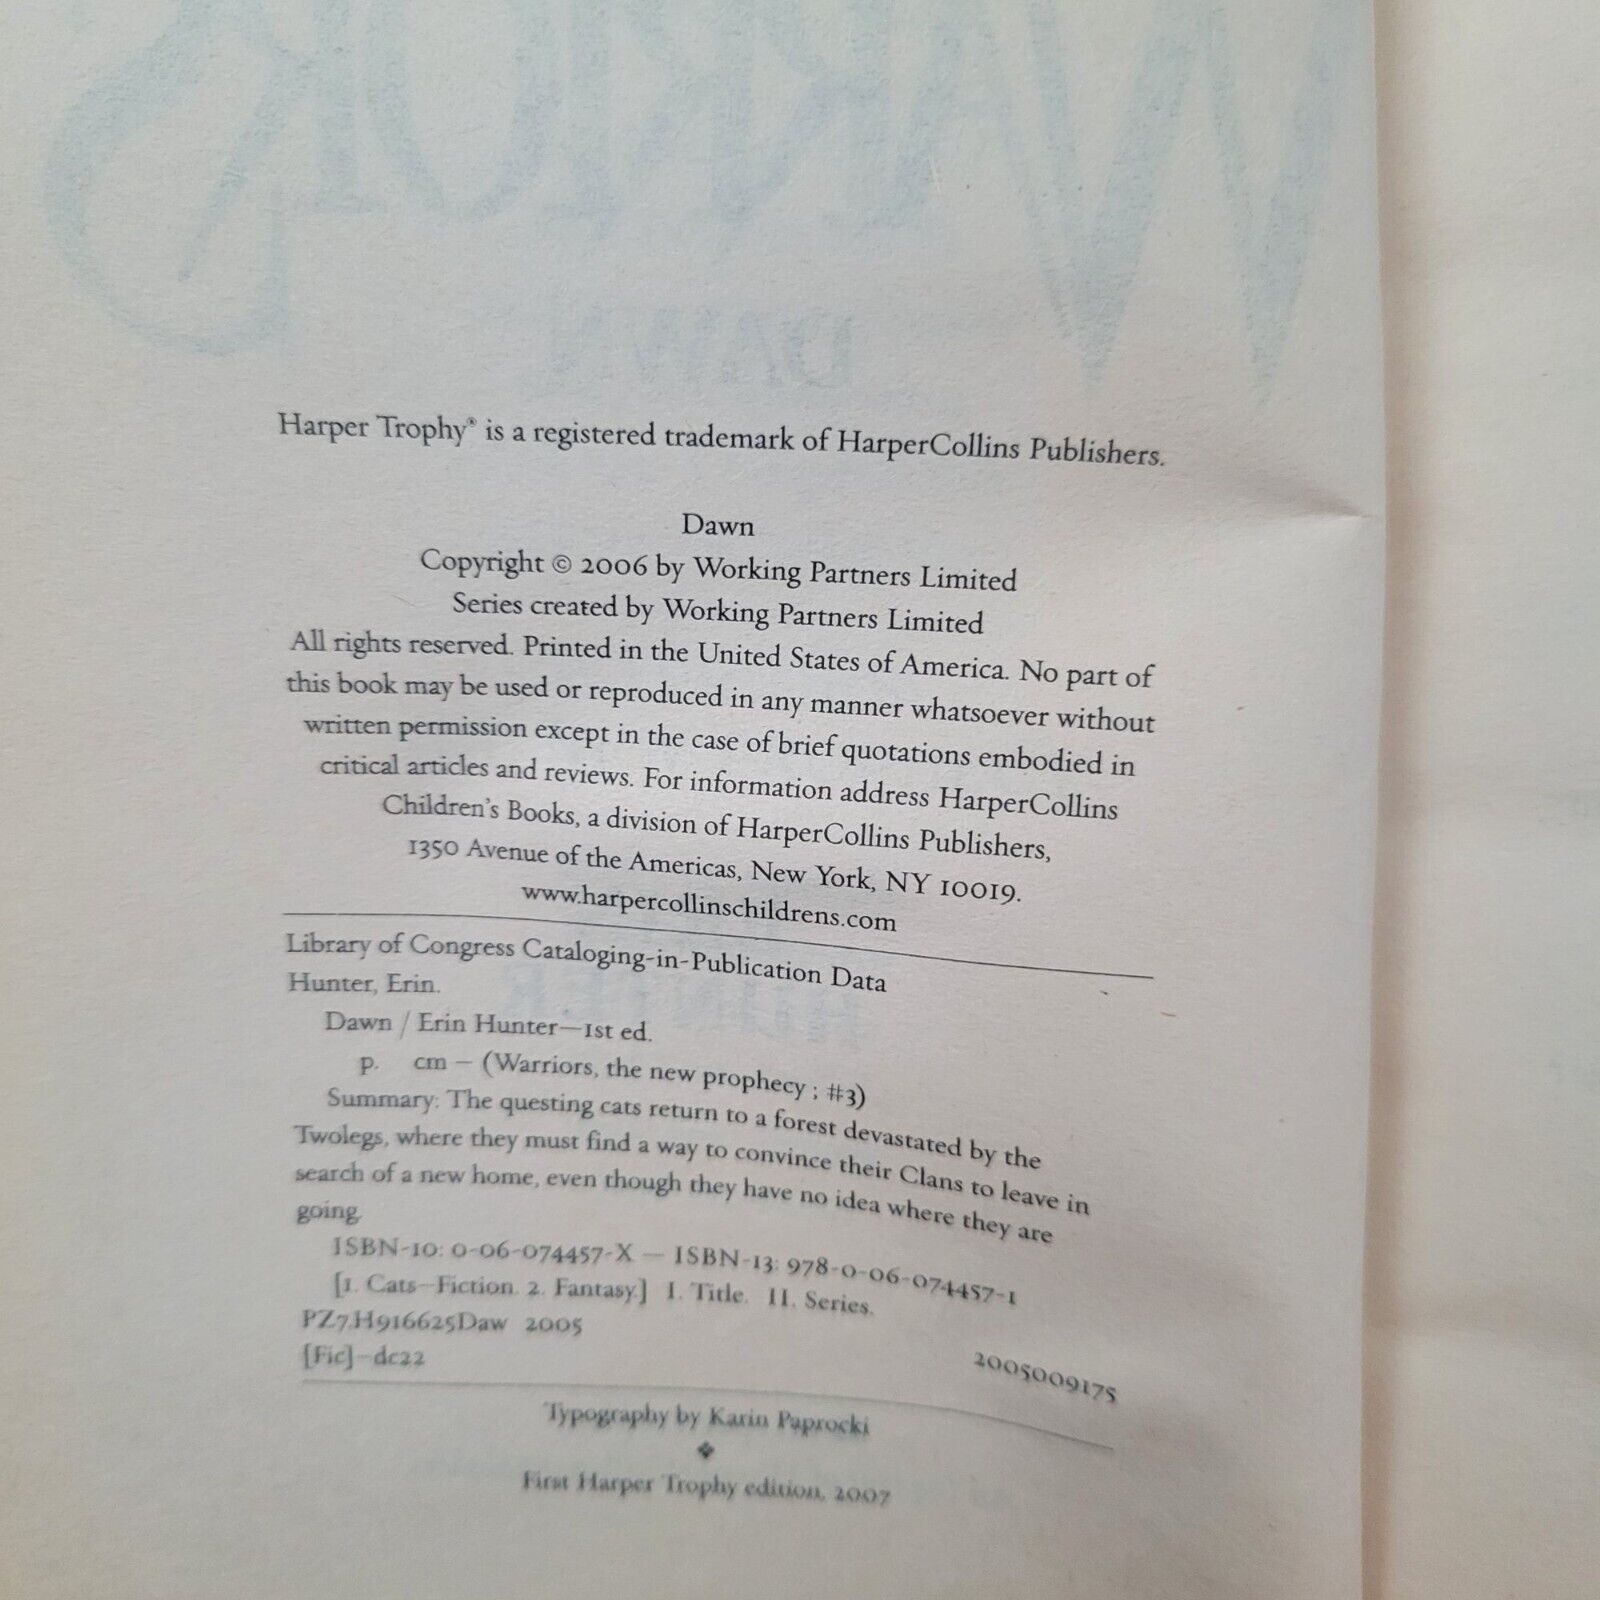 Harper Trophy® is a registered trademark of HarperCollins Publishers.
Dawn
Copyright © 2006 by Working Partners Limited
Series created by Working Partners Limited
All rights reserved. Printed in the United States of America. No part of
this book may be used or reproduced in any manner whatsoever without
written permission except in the case of brief quotations embodied in
critical articles and reviews. For information address HarperCollins
Children's Books, a division of HarperCollins Publishers,
1350 Avenue of the Americas, New York, NY 10019.
www.harpercollinschildrens.com
Library of Congress Cataloging-in-Publication Data
Hunter, Erin.
Dawn / Erin Hunter—1st ed.
p. cm – (Warriors, the new prophecy ; #3)
Summary: The questing cats return to a forest devastated by the
Twolegs, where they must find a way to convince their Clans to leave in
search of a new home, even though they have no idea where they are
going.
ISBN-10: 0-06-074457-X — ISBN-13: 978-0-06-074457-1
[1. Cats—Fiction. 2. Fantasy.] I. Title. II. Series.
PZ7.H916625Daw 2005
[Fic]—dc22 2005009175
Typography by Karin Paprocki
❖
First Harper Trophy edition, 2007